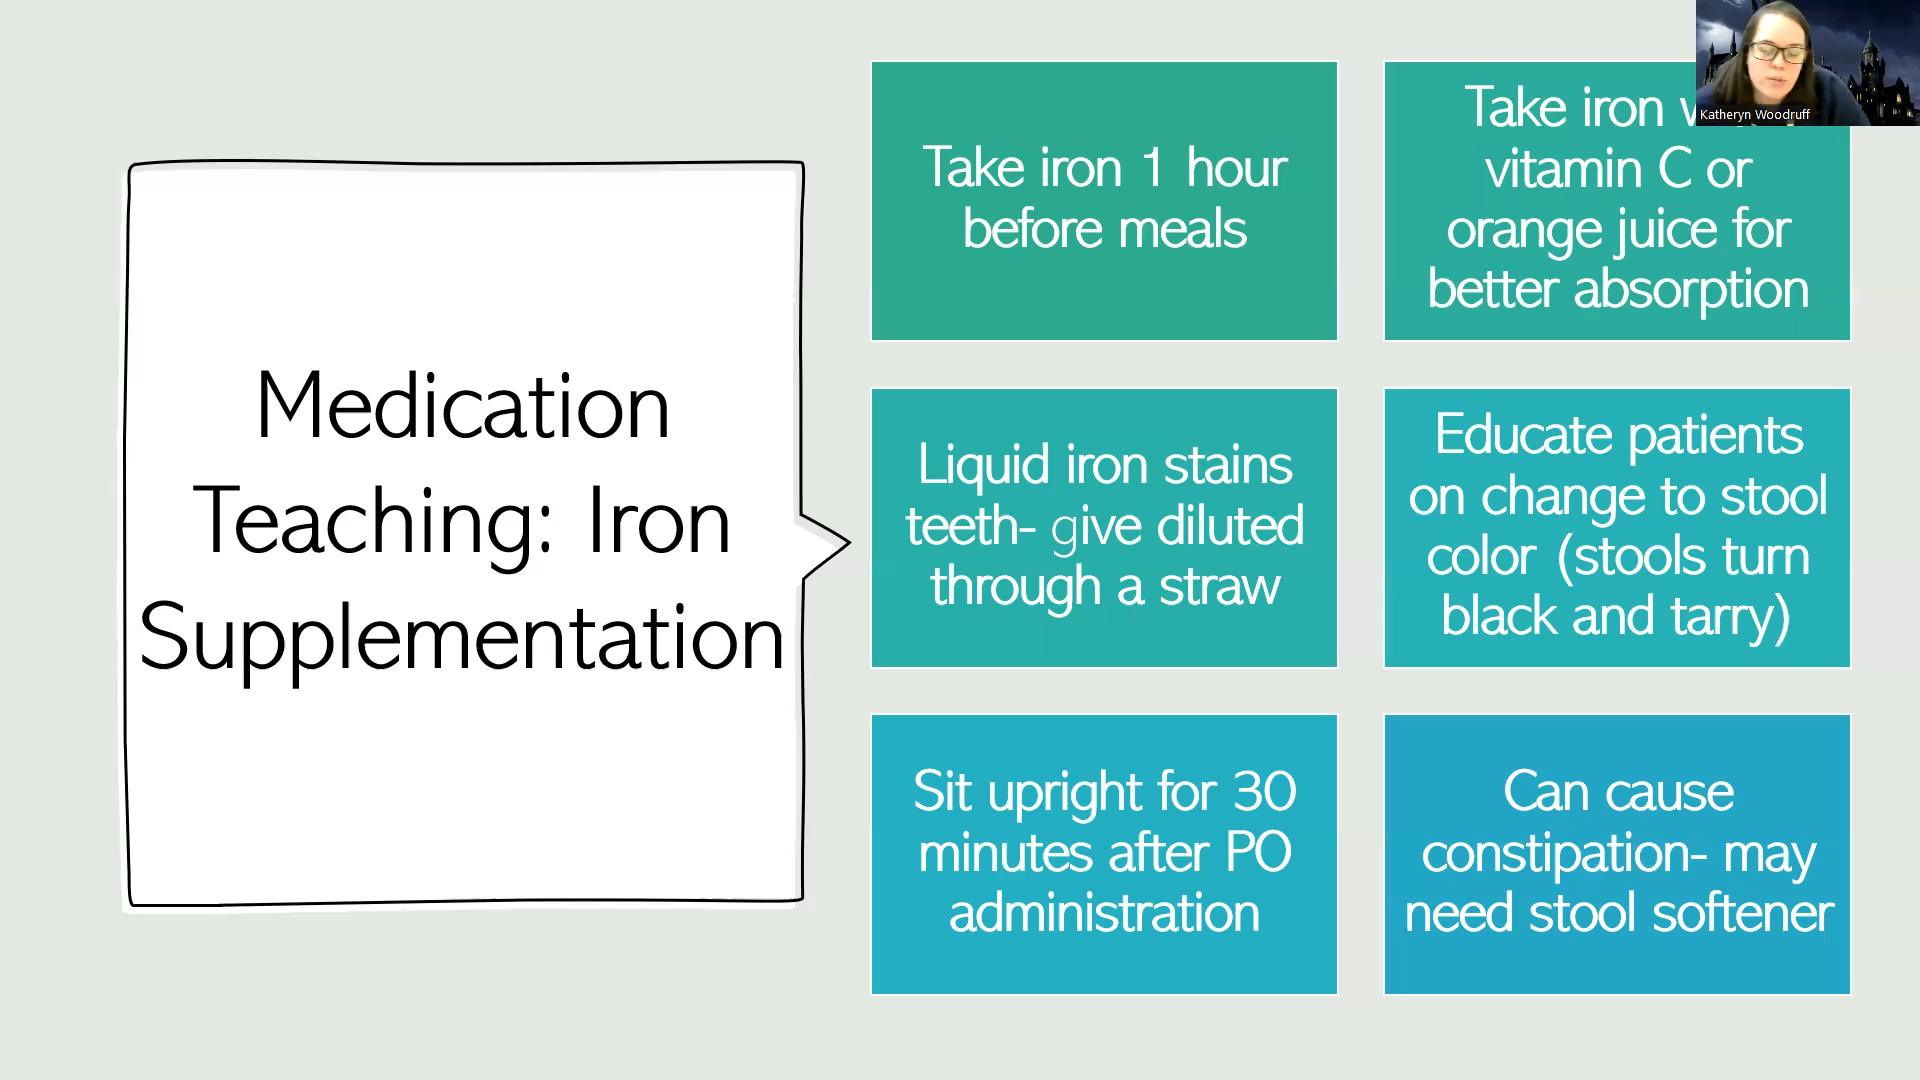 Medication
Teaching: Iron
Supplementation
Take iron 1 hour
before meals
Take iron
vitamin C or
orange juice for
better absorption
Liquid iron stains
teeth- give diluted
through a straw
Educate patients
on change to stool
color (stools turn
black and tarry)
Sit upright for 30
minutes after PO
administration
Can cause
constipation- may
need stool softener
Katheryn Woodruff